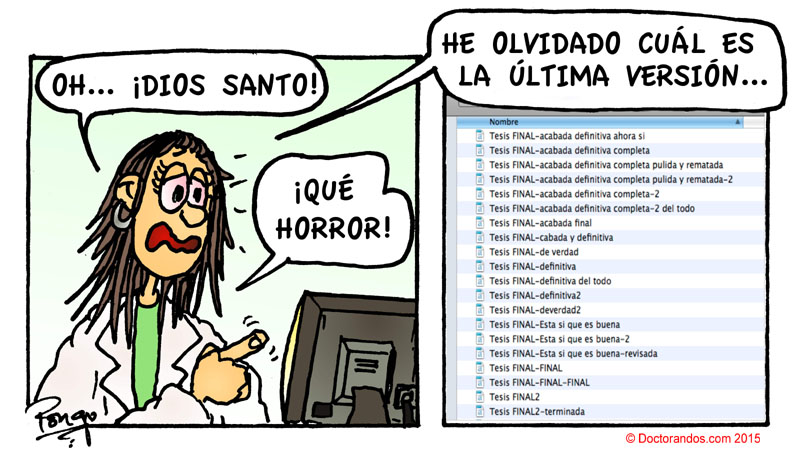 OH... ¡DIOS SANTO!
HE OLVIDADO CUÁL ES
LA ÚLTIMA VERSIÓN...
¡QUÉ
HORROR!
Nombre
Tesis FINAL-acabada definitiva ahora si
Tesis FINAL-acabada definitiva completa
Tesis FINAL-acabada definitiva completa pulida y rematada
Tesis FINAL-acabada definitiva completa pulida y rematada-2
Tesis FINAL-acabada definitiva completa-2
Tesis FINAL-acabada definitiva completa-2 del todo
Tesis FINAL-acabada final
Tesis FINAL-cabada y definitiva
Tesis FINAL-de verdad
Tesis FINAL-definitiva
Tesis FINAL-definitiva del todo
Tesis FINAL-definitiva2
Tesis FINAL-deverdad2
Tesis FINAL-Esta si que es buena
Tesis FINAL-Esta si que es buena-2
Tesis FINAL-Esta si que es buena-revisada
Tesis FINAL-FINAL
Tesis FINAL-FINAL-FINAL
Tesis FINAL2
Tesis FINAL2-terminada
© Doctorandos.com 2015